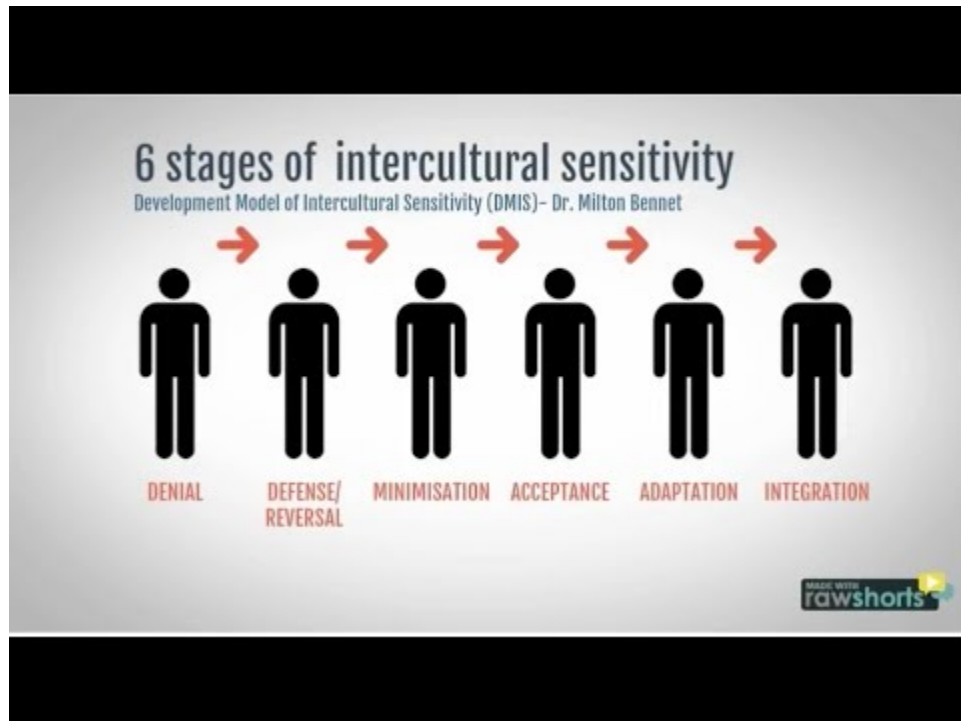 6 stages of intercultural sensitivity
Development Model of Intercultural Sensitivity (DMIS)- Dr. Milton Bennet
DENIAL
DEFENSE/
REVERSAL
MINIMISATION
ACCEPTANCE
ADAPTATION
INTEGRATION
MADE WITH
rawshorts